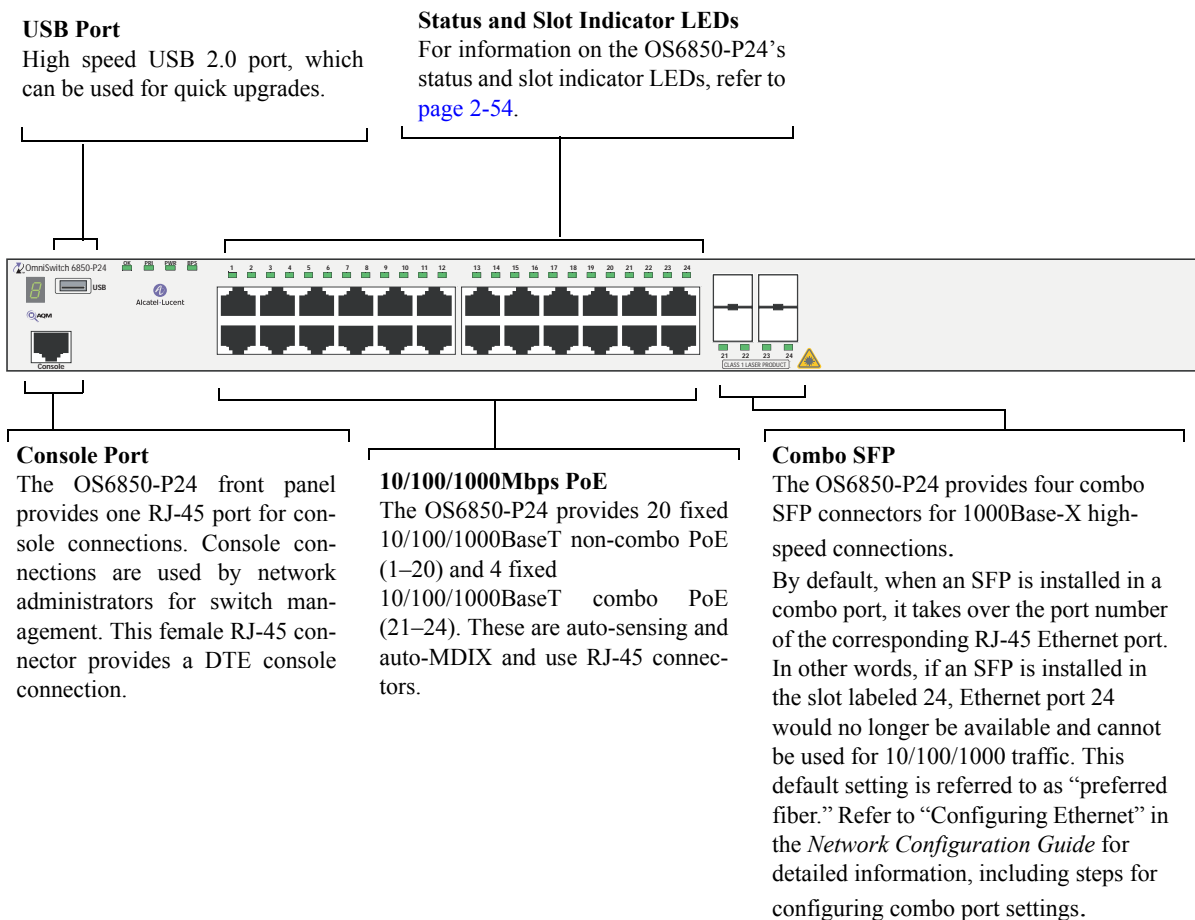 USB Port
High speed USB 2.0 port, which
can be used for quick upgrades.
Status and Slot Indicator LEDs
For information on the OS6850-P24’s
status and slot indicator LEDs, refer to
page 2-54.
OmniSwitch 6850-P24
OK PRI PWR BPS
1 2 3 4 5 6 7 8 9 10 11 12 13 14 15 16 17 18 19 20 21 22 23 24
8
USB
Alcatel·Lucent
AQM
Console
21 22 23 24
CLASS 1 LASER PRODUCT
Console Port
The OS6850-P24 front panel
provides one RJ-45 port for con-
sole connections. Console con-
nections are used by network
administrators for switch man-
agement. This female RJ-45 con-
nector provides a DTE console
connection.
10/100/1000Mbps PoE
The OS6850-P24 provides 20 fixed
10/100/1000BaseT non-combo PoE
(1–20) and 4 fixed
10/100/1000BaseT combo PoE
(21–24). These are auto-sensing and
auto-MDIX and use RJ-45 connec-
tors.
Combo SFP
The OS6850-P24 provides four combo
SFP connectors for 1000Base-X high-
speed connections.
By default, when an SFP is installed in a
combo port, it takes over the port number
of the corresponding RJ-45 Ethernet port.
In other words, if an SFP is installed in
the slot labeled 24, Ethernet port 24
would no longer be available and cannot
be used for 10/100/1000 traffic. This
default setting is referred to as “preferred
fiber.” Refer to “Configuring Ethernet” in
the Network Configuration Guide for
detailed information, including steps for
configuring combo port settings.